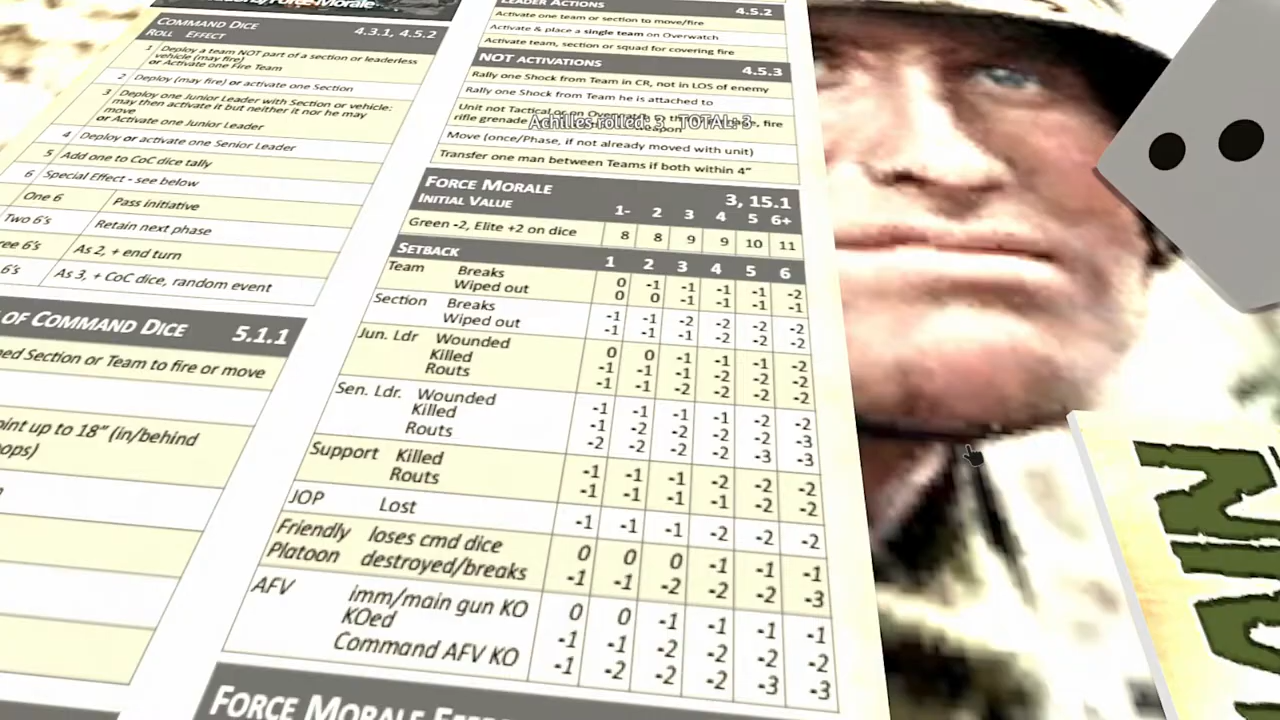 COMMAND DICE 4.3.1, 4.5.2
ROLL EFFECT
1 Deploy a team NOT part of a section or leaderless
vehicle (may fire)
or Activate one Fire Team
2 Deploy (may fire) or activate one Section
3 Deploy one Junior Leader with Section or vehicle:
may then activate it but neither it nor he may
move
or Activate one Junior Leader
4 Deploy or activate one Senior Leader
5 Add one to CoC dice tally
6 Special Effect - see below
One 6 Pass initiative
Two 6's Retain next phase
ree 6's As 2, + end turn
6's As 3, + CoC dice, random event
OF COMMAND DICE 5.1.1
ed Section or Team to fire or move
int up to 18" (in/behind
oops)
LEADER ACTIONS 4.5.2
Activate one team or section to move/fire
Activate & place a single team on Overwatch
Activate team, section or squad for covering fire
NOT ACTIVATIONS 4.5.3
Rally one Shock from Team in CR, not in LOS of enemy
Rally one Shock from Team he is attached to
Unit not Tactical or on fire
rifle grenade weapon
Achilles rolled: 3 TOTAL: 3
Move (once/Phase, if not already moved with unit)
Transfer one man between Teams if both within 4"
FORCE MORALE 3, 15.1
INITIAL VALUE 1- 2 3 4 5 6+
Green -2, Elite +2 on dice 8 8 9 9 10 11
SETBACK 1 2 3 4 5 6
Team Breaks 0 -1 -1 -1 -1 -2
Wiped out 0 0 -1 -1 -1 -1
Section Breaks -1 -1 -2 -2 -2 -2
Wiped out -1 -1 -1 -2 -2 -2
Jun. Ldr Wounded 0 0 -1 -1 -1 -2
Killed -1 -1 -1 -2 -2 -2
Routs -1 -1 -2 -2 -2 -2
Sen. Ldr. Wounded -1 -1 -1 -1 -2 -2
Killed -1 -2 -2 -2 -2 -3
Routs -2 -2 -2 -2 -3 -3
Support Killed -1 -1 -1 -2 -2 -2
Routs -1 -1 -1 -1 -2 -2
JOP Lost -1 -1 -1 -2 -2 -2
Friendly loses cmd dice 0 0 0 -1 -1 -1
Platoon destroyed/breaks -1 -1 -2 -2 -2 -3
AFV imm/main gun KO 0 0 -1 -1 -1 -1
KOed -1 -1 -2 -2 -2 -2
Command AFV KO -1 -2 -2 -2 -3 -3
FORCE MORALE